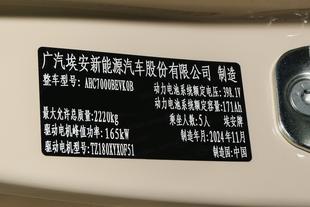 广汽埃安新能源汽车股份有限公司 制造
整车型号: AHC7000BEVK0B 动力电池系统额定电压: 398.1V
动力电池系统额定容量: 171Ah
最大允许总质量: 2220kg 乘坐人数: 5人 埃安牌
驱动电机峰值功率: 165kW 制造年月: 2024年11月
驱动电机型号: TZ180XYX0F51 制造国: 中国